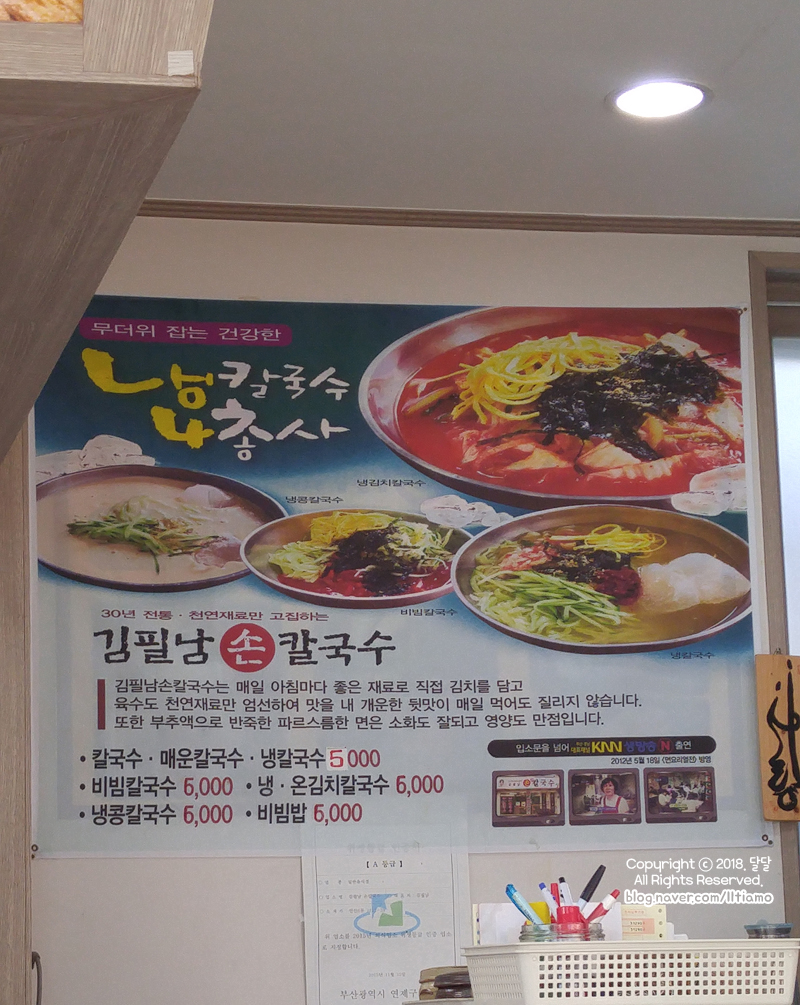 무더위 잡는 건강한
냉칼국수
총사
냉김치칼국수
냉콩칼국수
비빔칼국수
냉칼국수
30년 전통 · 천연재료만 고집하는
김필남 손 칼국수
김필남손칼국수는 매일 아침마다 좋은 재료로 직접 김치를 담고
육수도 천연재료만 엄선하여 맛을 내 개운한 뒷맛이 매일 먹어도 질리지 않습니다.
또한 부추액으로 반죽한 파르스름한 면은 소화도 잘되고 영양도 만점입니다.
• 칼국수 · 매운칼국수 · 냉칼국수 5000
• 비빔칼국수 6,000 • 냉 · 온김치칼국수 6,000
• 냉콩칼국수 6,000 • 비빔밥 6,000
입소문을 넘어 KNN 생방송 N 출연
2012년 5월 18일 <면요리열전> 방영
손칼국수
【 A 등급 】
부산광역시 연제구
Copyright ⓒ 2018. 달달
All Rights Reserved.
blog.naver.com/11tiamo